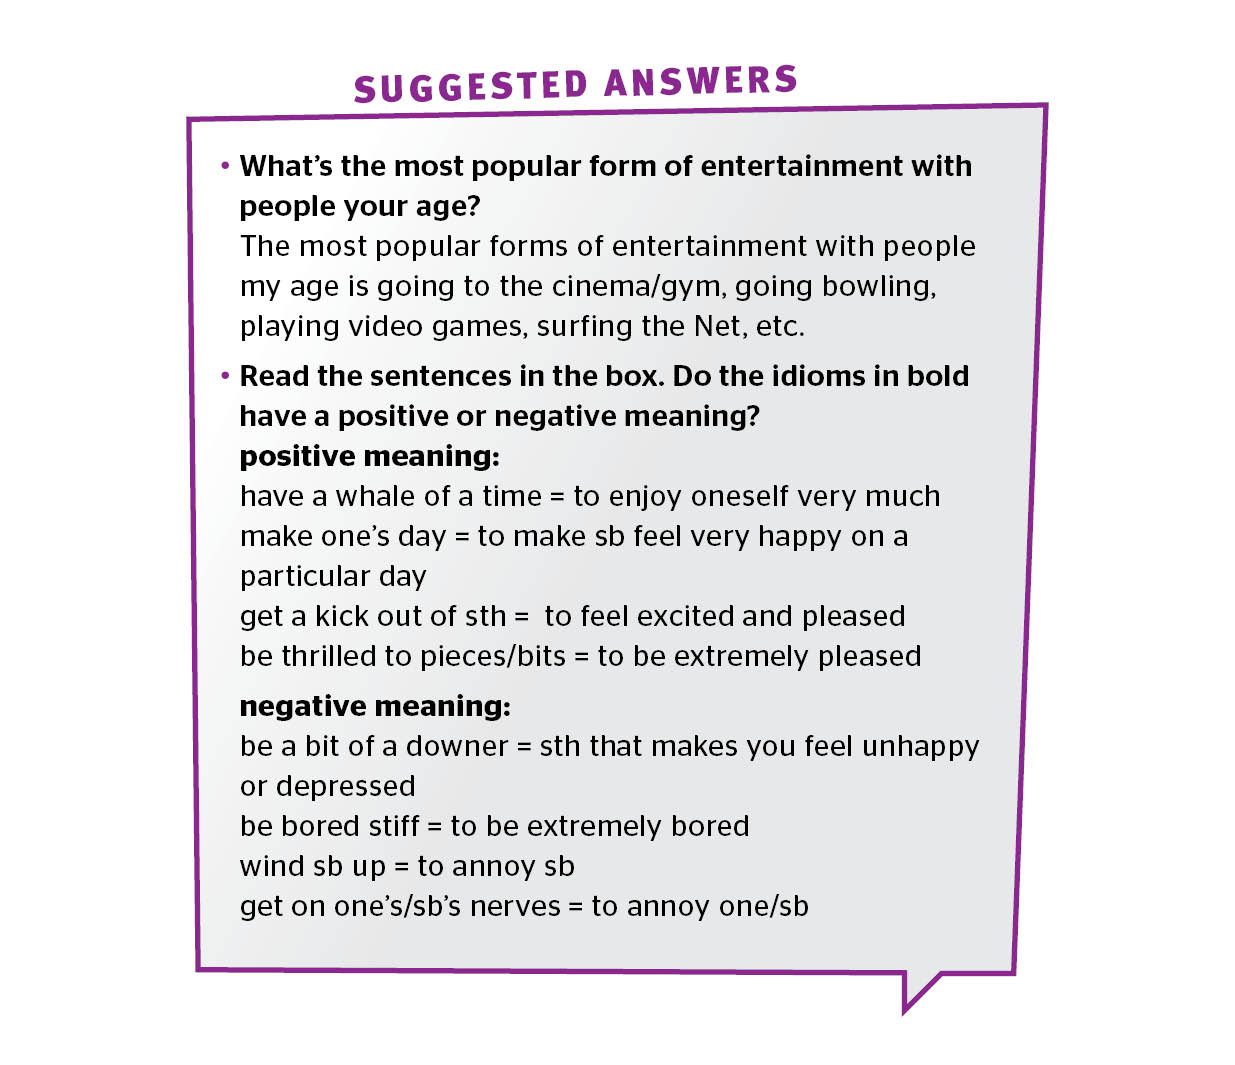 SUGGESTED ANSWERS
• What’s the most popular form of entertainment with
people your age?
The most popular forms of entertainment with people
my age is going to the cinema/gym, going bowling,
playing video games, surfing the Net, etc.
• Read the sentences in the box. Do the idioms in bold
have a positive or negative meaning?
positive meaning:
have a whale of a time = to enjoy oneself very much
make one’s day = to make sb feel very happy on a
particular day
get a kick out of sth = to feel excited and pleased
be thrilled to pieces/bits = to be extremely pleased
negative meaning:
be a bit of a downer = sth that makes you feel unhappy
or depressed
be bored stiff = to be extremely bored
wind sb up = to annoy sb
get on one’s/sb’s nerves = to annoy one/sb